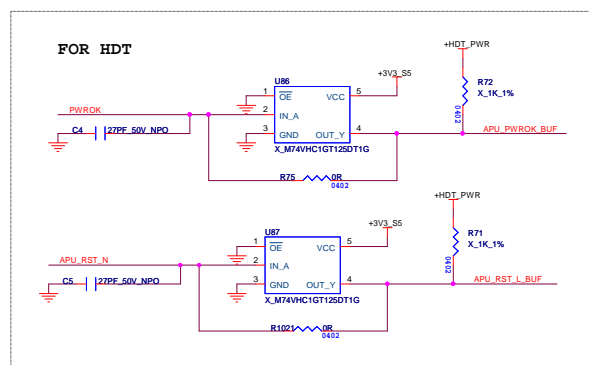 FOR HDT
+HDT_PWR
U86
+3V3_S5
R72
X_1K_1%
0402
1
OE
VCC
5
PWROK
2
IN_A
C4
27PF_50V_NPO
3
GND
OUT_Y
4
APU_PWROK_BUF
X_M74VHC1GT125DT1G
R75
0R
0402
+HDT_PWR
U87
+3V3_S5
R71
X_1K_1%
0402
1
OE
VCC
5
APU_RST_N
2
IN_A
C5
27PF_50V_NPO
3
GND
OUT_Y
4
APU_RST_L_BUF
X_M74VHC1GT125DT1G
R1021
0R
0402